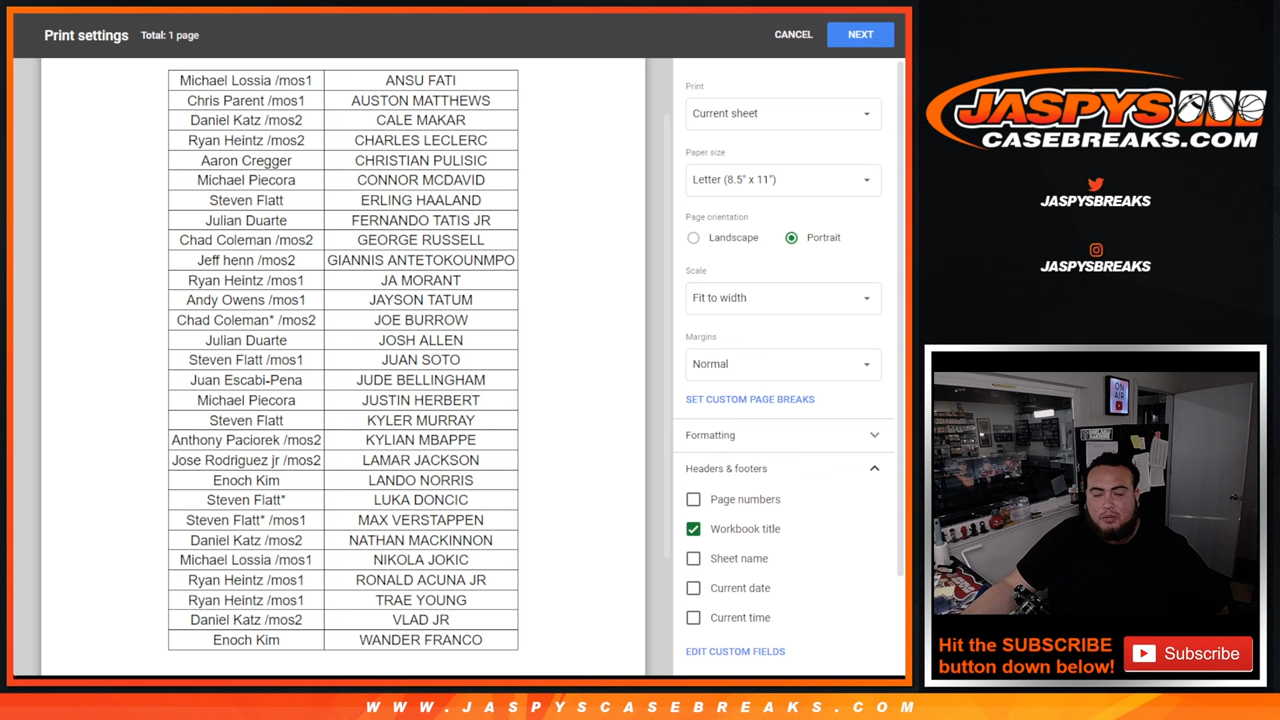 Print settings Total: 1 page CANCEL NEXT
Michael Lossia /mos1 ANSU FATI
Chris Parent /mos1 AUSTON MATTHEWS
Daniel Katz /mos2 CALE MAKAR
Ryan Heintz /mos2 CHARLES LECLERC
Aaron Cregger CHRISTIAN PULISIC
Michael Piecora CONNOR MCDAVID
Steven Flatt ERLING HAALAND
Julian Duarte FERNANDO TATIS JR
Chad Coleman /mos2 GEORGE RUSSELL
Jeff henn /mos2 GIANNIS ANTETOKOUNMPO
Ryan Heintz /mos1 JA MORANT
Andy Owens /mos1 JAYSON TATUM
Chad Coleman* /mos2 JOE BURROW
Julian Duarte JOSH ALLEN
Steven Flatt /mos1 JUAN SOTO
Juan Escabi-Pena JUDE BELLINGHAM
Michael Piecora JUSTIN HERBERT
Steven Flatt KYLER MURRAY
Anthony Paciorek /mos2 KYLIAN MBAPPE
Jose Rodriguez jr /mos2 LAMAR JACKSON
Enoch Kim LANDO NORRIS
Steven Flatt* LUKA DONCIC
Steven Flatt* /mos1 MAX VERSTAPPEN
Daniel Katz /mos2 NATHAN MACKINNON
Michael Lossia /mos1 NIKOLA JOKIC
Ryan Heintz /mos1 RONALD ACUNA JR
Ryan Heintz /mos1 TRAE YOUNG
Daniel Katz /mos2 VLAD JR
Enoch Kim WANDER FRANCO
Print
Current sheet
Paper size
Letter (8.5" x 11")
Page orientation
Landscape Portrait
Scale
Fit to width
Margins
Normal
SET CUSTOM PAGE BREAKS
Formatting
Headers & footers
Page numbers
Workbook title
Sheet name
Current date
Current time
EDIT CUSTOM FIELDS
JASPYS
CASEBREAKS.COM
JASPYSBREAKS
JASPYSBREAKS
ON
AIR
Hit the SUBSCRIBE
button down below!
Subscribe
WWW.JASPYSCASEBREAKS.COM